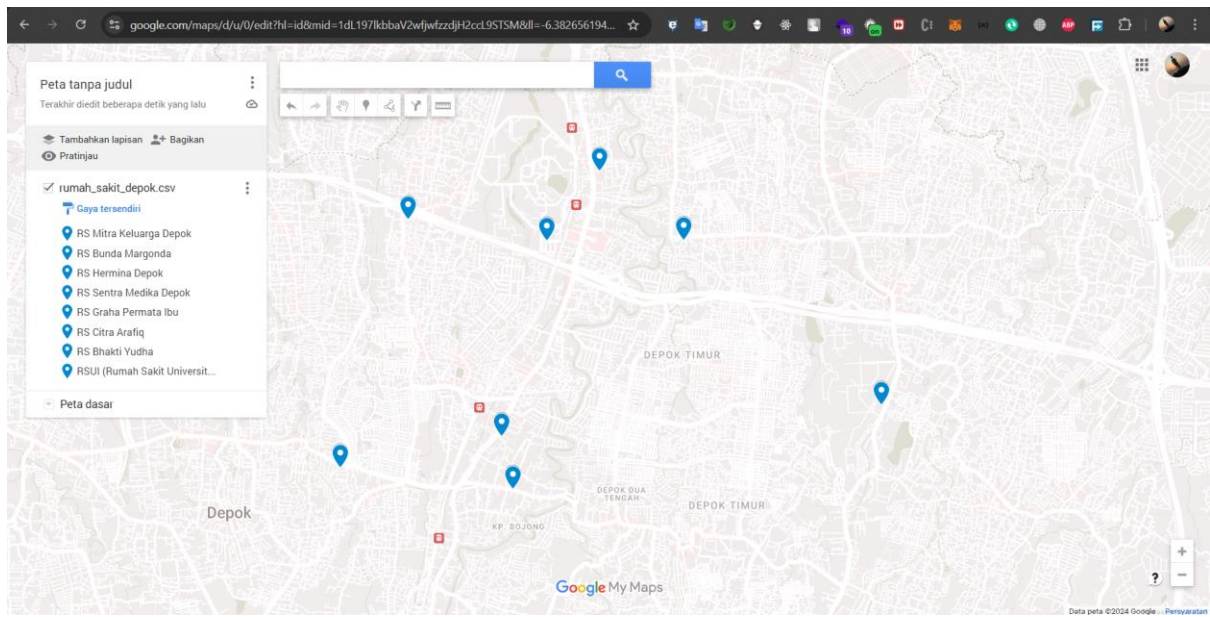 google.com/maps/d/u/0/edit?hl=id&mid=1dL197lkbbaV2wfjwfzzdjH2ccL9STSM&ll=-6.382656194...
Peta tanpa judul
Terakhir diedit beberapa detik yang lalu
Tambahkan lapisan Bagikan
Pratinjau
rumah_sakit_depok.csv
Gaya tersendiri
RS Mitra Keluarga Depok
RS Bunda Margonda
RS Hermina Depok
RS Sentra Medika Depok
RS Graha Permata Ibu
RS Citra Arafiq
RS Bhakti Yudha
RSUI (Rumah Sakit Universit...
Peta dasar
DEPOK TIMUR
DEPOK DUA
TENGAH
DEPOK TIMUR
Depok
KP. BOJONG
Google My Maps
Data peta ©2024 Google
Persyaratan
10
on
ABP
+
−
?